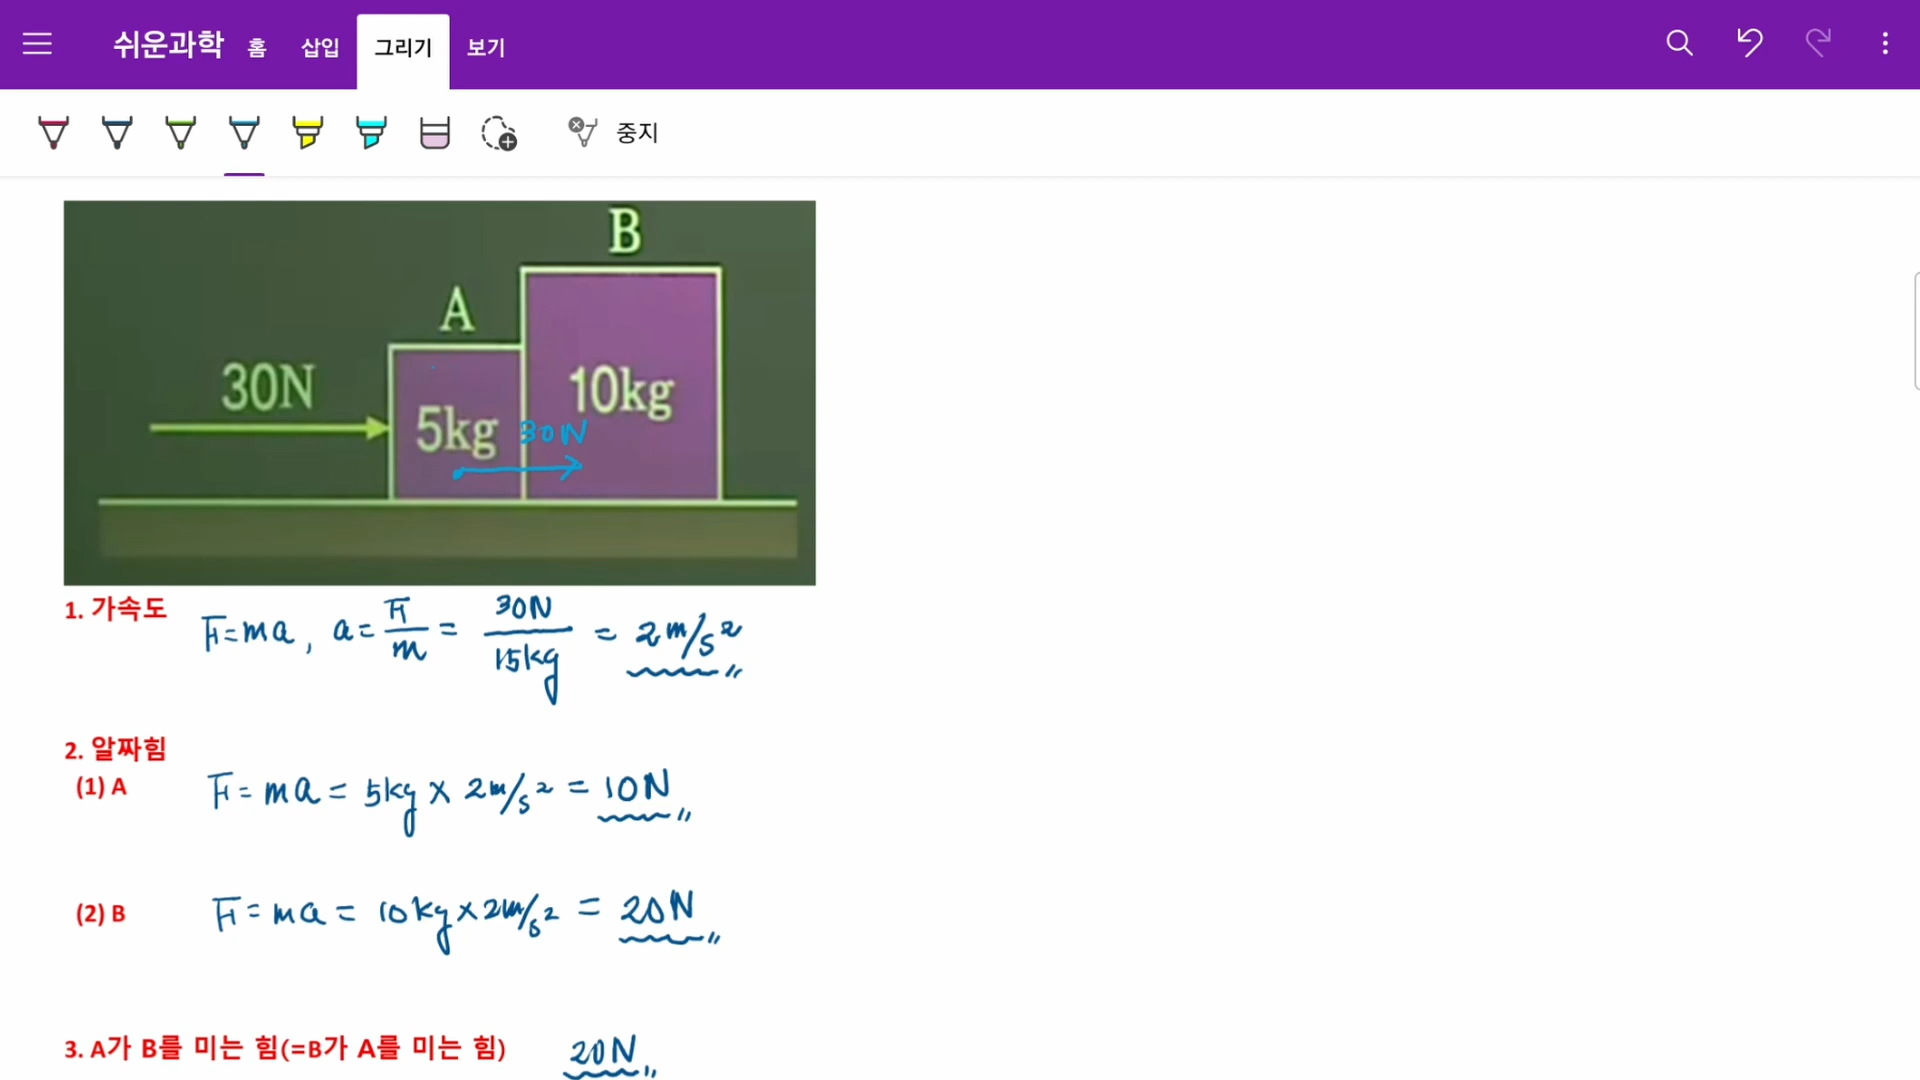 쉬운과학 홈 삽입 그리기 보기
중지
B
A
30N
10kg
5kg
30N
1. 가속도
F=ma, a=F/m = 30N/15kg = 2m/s²
2. 알짜힘
(1) A F=ma=5kg×2m/s²=10N
(2) B F=ma=10kg×2m/s²=20N
3. A가 B를 미는 힘(=B가 A를 미는 힘) 20N